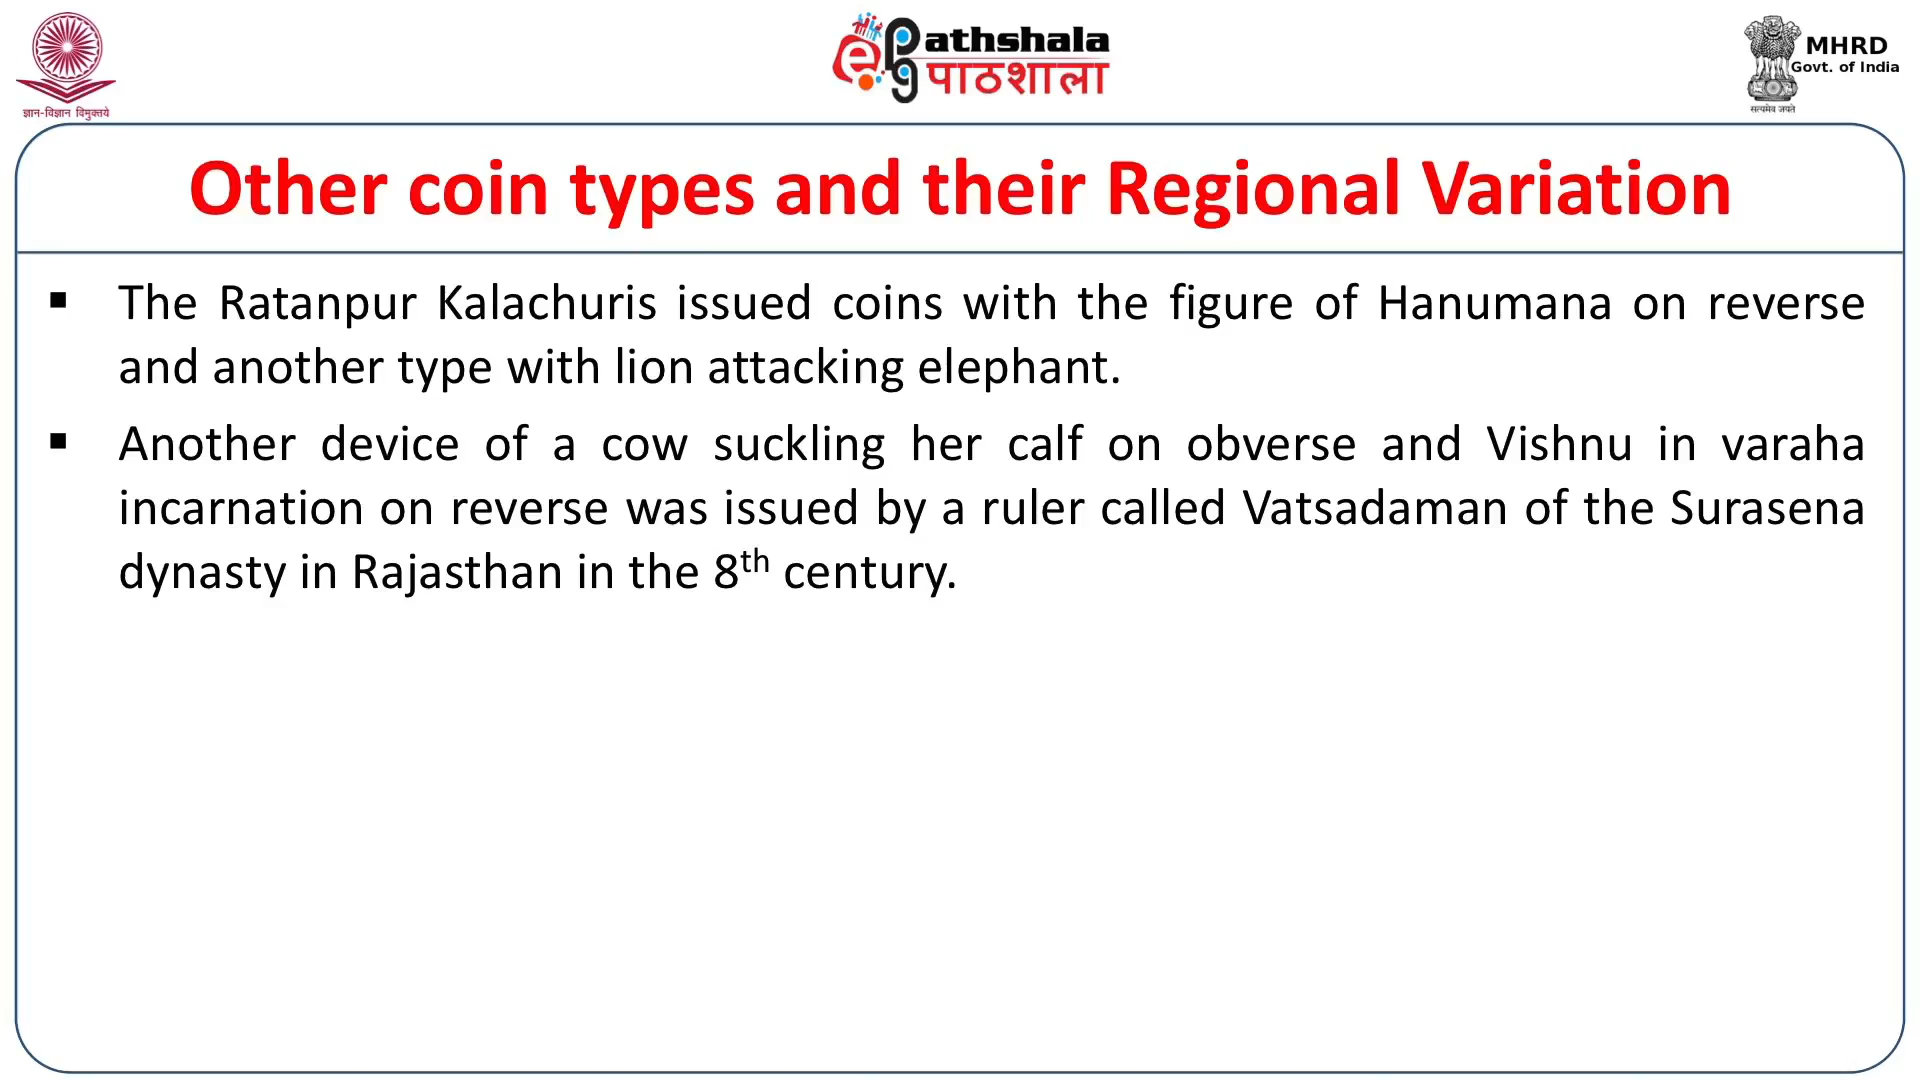 ज्ञान-विज्ञान विमुक्तये
ePathshala
पाठशाला
MHRD
Govt. of India
सत्यमेव जयते
Other coin types and their Regional Variation
▪ The Ratanpur Kalachuris issued coins with the figure of Hanumana on reverse
and another type with lion attacking elephant.
▪ Another device of a cow suckling her calf on obverse and Vishnu in varaha
incarnation on reverse was issued by a ruler called Vatsadaman of the Surasena
dynasty in Rajasthan in the 8th century.